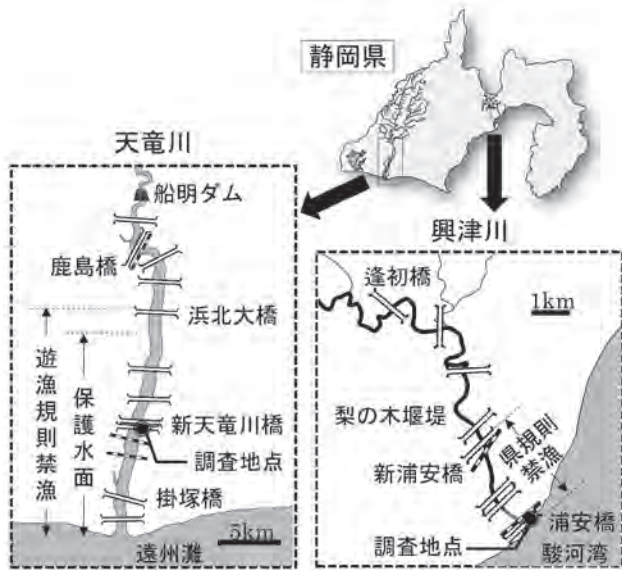 静岡県
天竜川
船明ダム
鹿島橋
浜北大橋
遊漁規則禁漁
保護水面
新天竜川橋
調査地点
掛塚橋
5km
遠州灘
興津川
逢初橋
1km
梨の木堰堤
県規則
禁漁
新浦安橋
浦安橋
調査地点
駿河湾